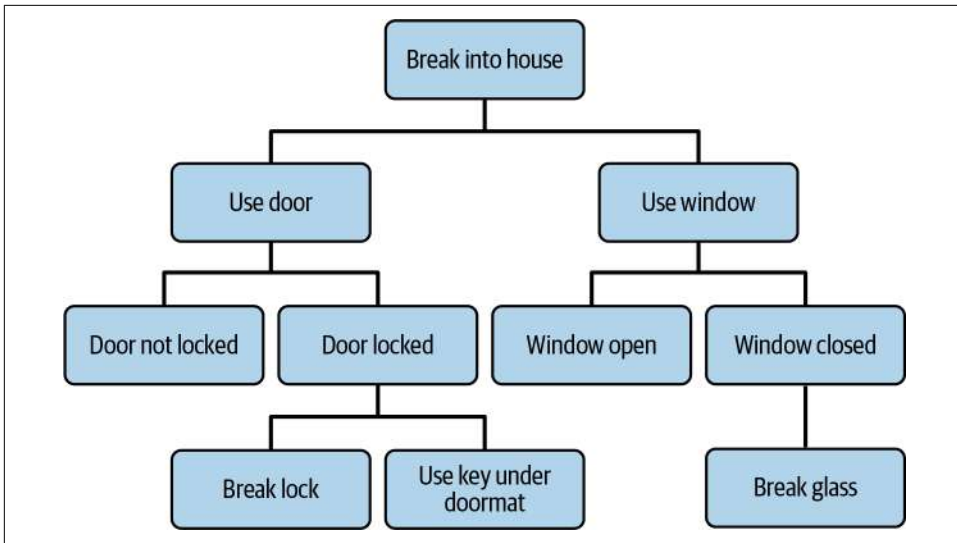 Break into house
Use door
Use window
Door not locked
Door locked
Window open
Window closed
Break lock
Use key under
doormat
Break glass